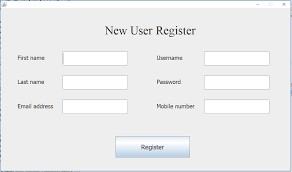 New User Register
First name Username
Last name Password
Email address Mobile number
Register